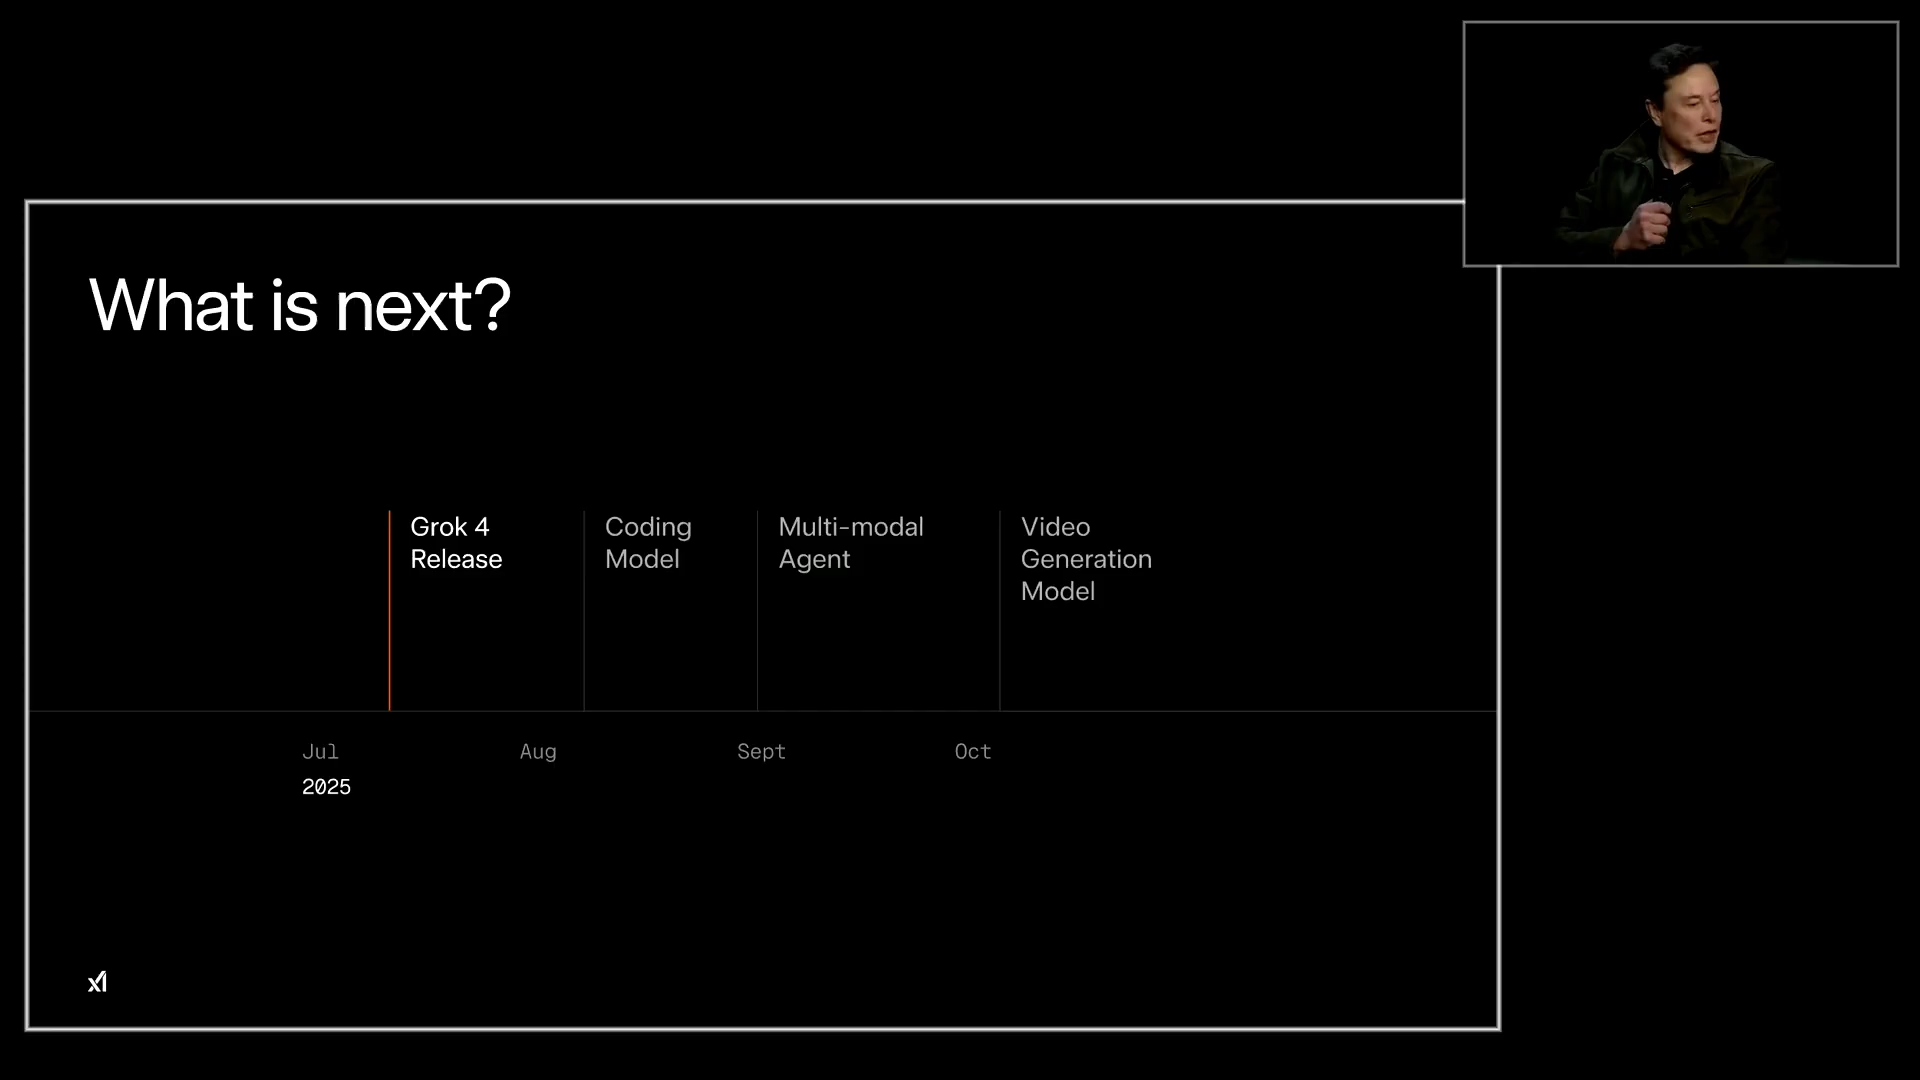 What is next?
Grok 4
Release
Coding
Model
Multi-modal
Agent
Video
Generation
Model
Jul
Aug
Sept
Oct
2025
xI